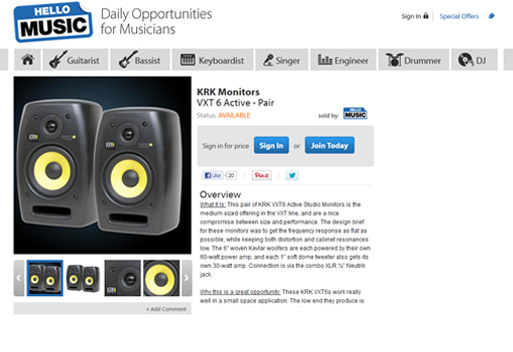 HELLO MUSIC
Daily Opportunities
for Musicians
Sign In
Special Offers
Guitarist
Bassist
Keyboardist
Singer
Engineer
Drummer
DJ
KRK Monitors
VXT 6 Active - Pair
Status: AVAILABLE
sold by: HELLO MUSIC
Sign in for price
Sign In
or
Join Today
Like
20
Pin it
Overview
What it is: This pair of KRK VXT6 Active Studio Monitors is the
medium sized offering in the VXT line, and are a nice
compromise between size and performance. The design brief
for these monitors was to get the frequency response as flat as
possible, while keeping both distortion and cabinet resonances
low. The 6" woven Kevlar woofers are each powered by their own
60-watt power amp, and each 1" soft dome tweeter also gets its
own 30-watt amp. Connection is via the combo XLR ¼" Neutrik
jack.
Why this is a great opportunity: These KRK VXT6s work really
well in a small space application. The low end they produce is
+ Add Comment